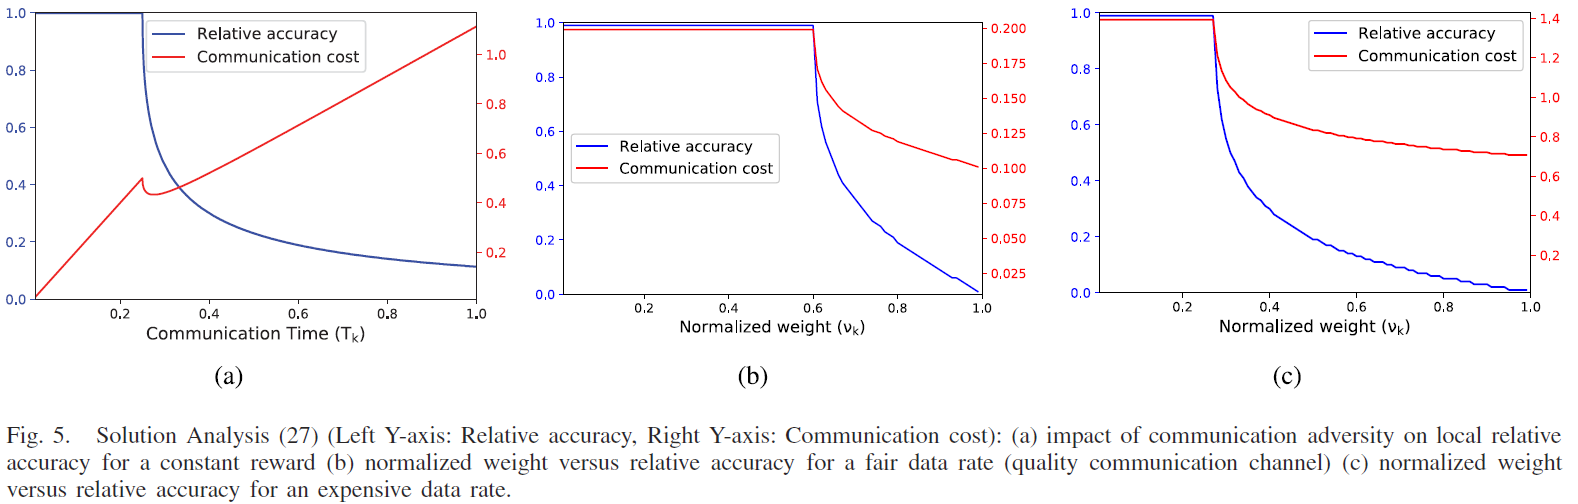 1.0
0.8
0.6
0.4
0.2
0.0
Relative accuracy
Communication cost
1.0
0.8
0.6
0.4
0.2
0.2 0.4 0.6 0.8 1.0
Communication Time (Tk)
(a)
1.0
0.8
0.6
0.4
0.2
0.0
Relative accuracy
Communication cost
0.200
0.175
0.150
0.125
0.100
0.075
0.050
0.025
0.2 0.4 0.6 0.8 1.0
Normalized weight (νk)
(b)
1.0
0.8
0.6
0.4
0.2
0.0
Relative accuracy
Communication cost
1.4
1.2
1.0
0.8
0.6
0.4
0.2
0.2 0.4 0.6 0.8 1.0
Normalized weight (νk)
(c)
Fig. 5. Solution Analysis (27) (Left Y-axis: Relative accuracy, Right Y-axis: Communication cost): (a) impact of communication adversity on local relative
accuracy for a constant reward (b) normalized weight versus relative accuracy for a fair data rate (quality communication channel) (c) normalized weight
versus relative accuracy for an expensive data rate.